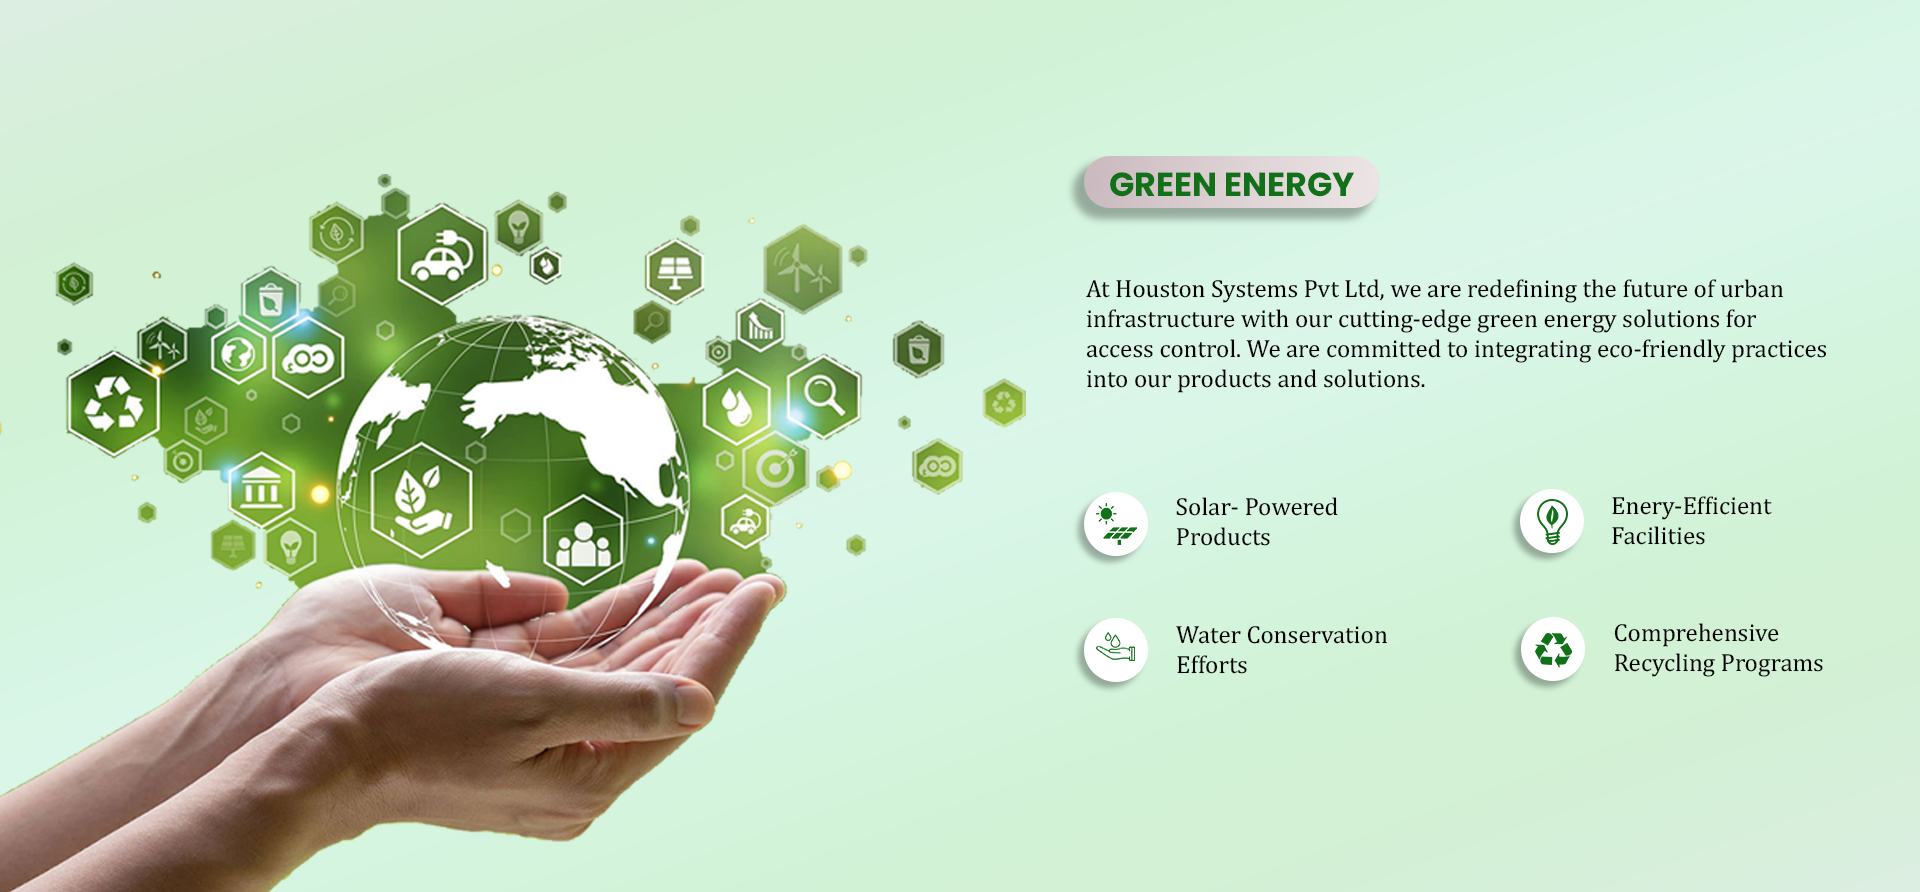 GREEN ENERGY
At Houston Systems Pvt Ltd, we are redefining the future of urban
infrastructure with our cutting-edge green energy solutions for
access control. We are committed to integrating eco-friendly practices
into our products and solutions.
Solar- Powered
Products
Enery-Efficient
Facilities
Water Conservation
Efforts
Comprehensive
Recycling Programs